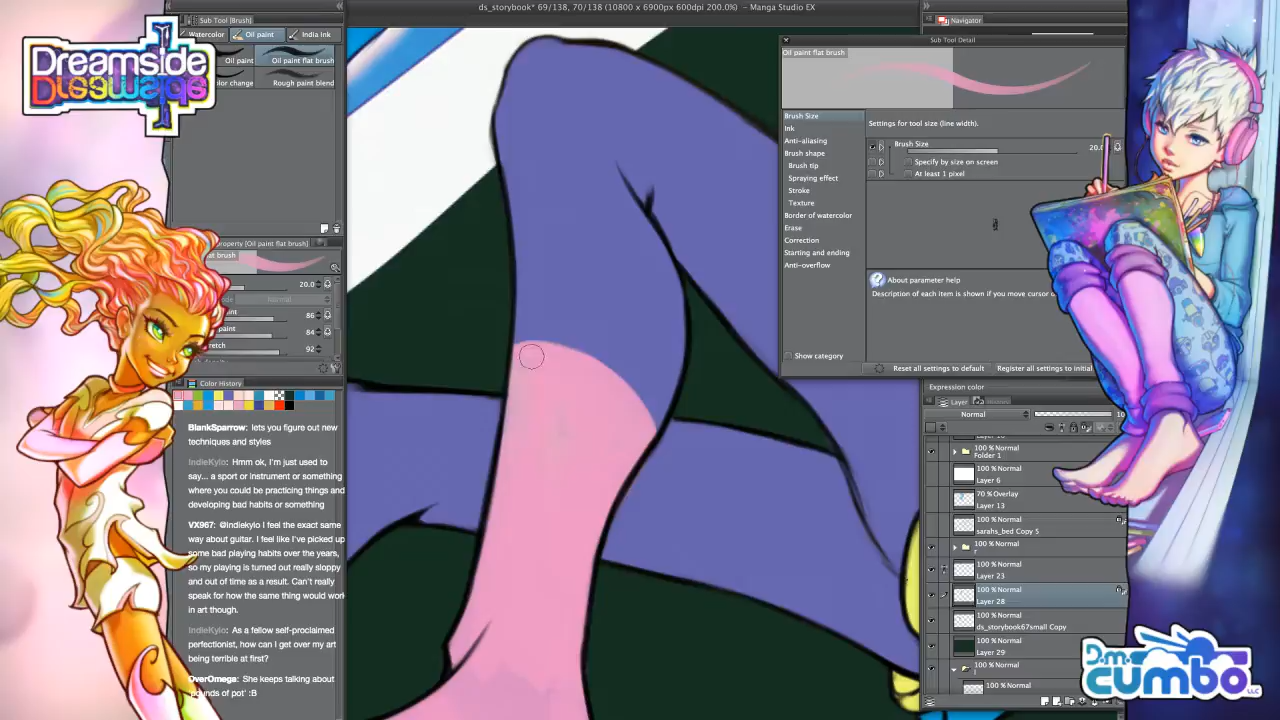 ds_storybook* 69/138, 70/138 (10800 x 6900px 600dpi 200.0%) - Manga Studio EX
Dreamside
Sub Tool [Brush]
Watercolor
Oil paint
India ink
Oil paint
Oil paint flat brush
Rough paint blend
20.0
Normal
86
84
92
Color History
BlankSparrow: lets you figure out new
techniques and styles
IndieKylo: Hmm ok, I'm just used to
say... a sport or instrument or something
where you could be practicing things and
developing bad habits or something
VX967: @Indiekylo I feel the exact same
way about guitar. I feel like I've picked up
some bad playing habits over the years,
so my playing is turned out really sloppy
and out of time as a result. Can't really
speak for how the same thing would work
in art though.
IndieKylo: As a fellow self-proclaimed
perfectionist, how can I get over my art
being terrible at first?
OverOmega: She keeps talking about
Navigator
Sub Tool Detail
Oil paint flat brush
Brush Size
Ink
Anti-aliasing
Brush shape
Brush tip
Spraying effect
Stroke
Texture
Border of watercolor
Erase
Correction
Starting and ending
Anti-overflow
Show category
Settings for tool size (line width).
Brush Size
Specify by size on screen
At least 1 pixel
About parameter help
Reset all settings to default
Expression color
Layer
Normal
100 % Normal
Folder 1
100 % Normal
Layer 6
70 % Overlay
Layer 13
100 % Normal
sarahs_bed Copy 5
100 % Normal
r
100 % Normal
Layer 23
100 % Normal
Layer 28
100 % Normal
ds_storybook67small Copy
100 % Normal
Layer 29
100 % Normal
100 % Normal
D.m.
cumbo
LLC